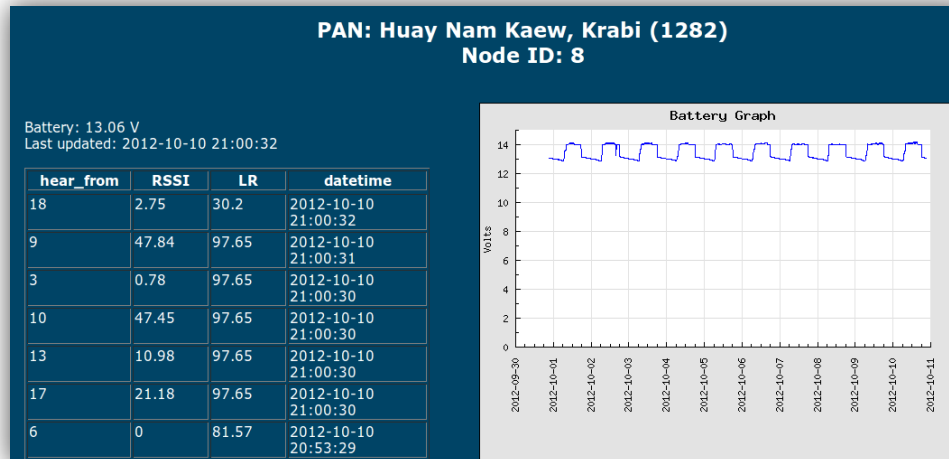 PAN: Huay Nam Kaew, Krabi (1282)
Node ID: 8
Battery: 13.06 V
Last updated: 2012-10-10 21:00:32
hear_from RSSI LR datetime
18 2.75 30.2 2012-10-10
21:00:32
9 47.84 97.65 2012-10-10
21:00:31
3 0.78 97.65 2012-10-10
21:00:30
10 47.45 97.65 2012-10-10
21:00:30
13 10.98 97.65 2012-10-10
21:00:30
17 21.18 97.65 2012-10-10
21:00:30
6 0 81.57 2012-10-10
20:53:29
Battery Graph
Volts
14
12
10
8
6
4
2
0
2012-09-30
2012-10-01
2012-10-02
2012-10-03
2012-10-04
2012-10-05
2012-10-06
2012-10-07
2012-10-08
2012-10-09
2012-10-10
2012-10-11